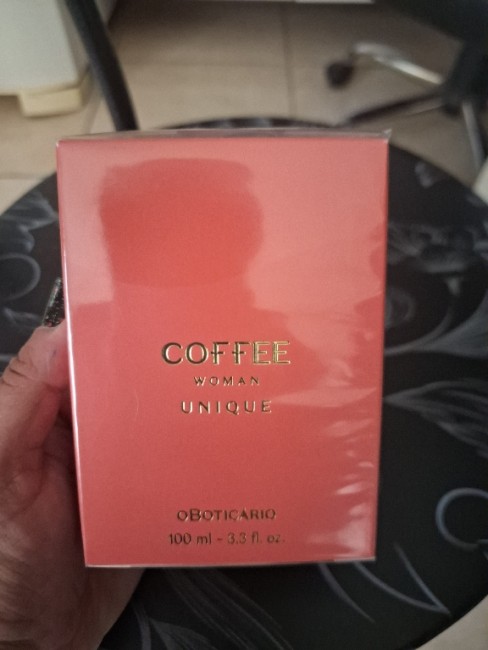 COFFEE
WOMAN
UNIQUE
OBOTICARIO
100 ml - 3.3 fl. oz.